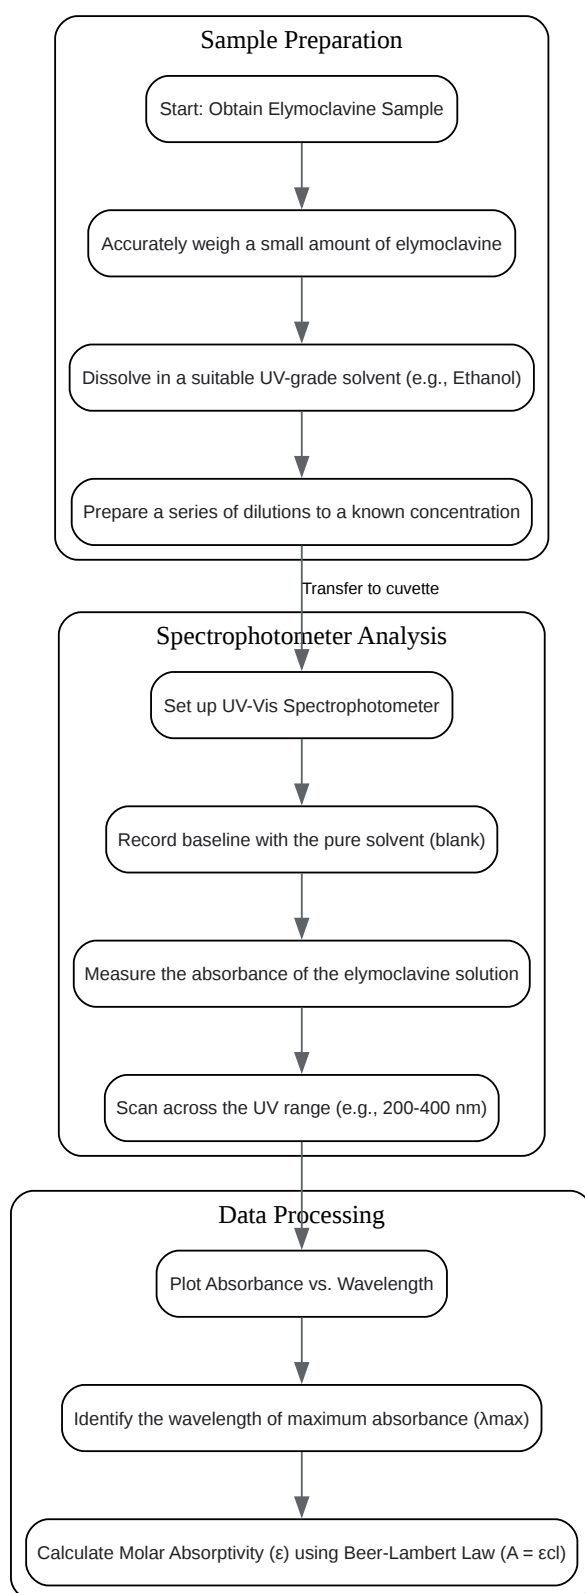 Sample Preparation
Start: Obtain Elymoclavine Sample
Accurately weigh a small amount of elymoclavine
Dissolve in a suitable UV-grade solvent (e.g., Ethanol)
Prepare a series of dilutions to a known concentration
Transfer to cuvette
Spectrophotometer Analysis
Set up UV-Vis Spectrophotometer
Record baseline with the pure solvent (blank)
Measure the absorbance of the elymoclavine solution
Scan across the UV range (e.g., 200-400 nm)
Data Processing
Plot Absorbance vs. Wavelength
Identify the wavelength of maximum absorbance (λmax)
Calculate Molar Absorptivity (ε) using Beer-Lambert Law (A = εcl)